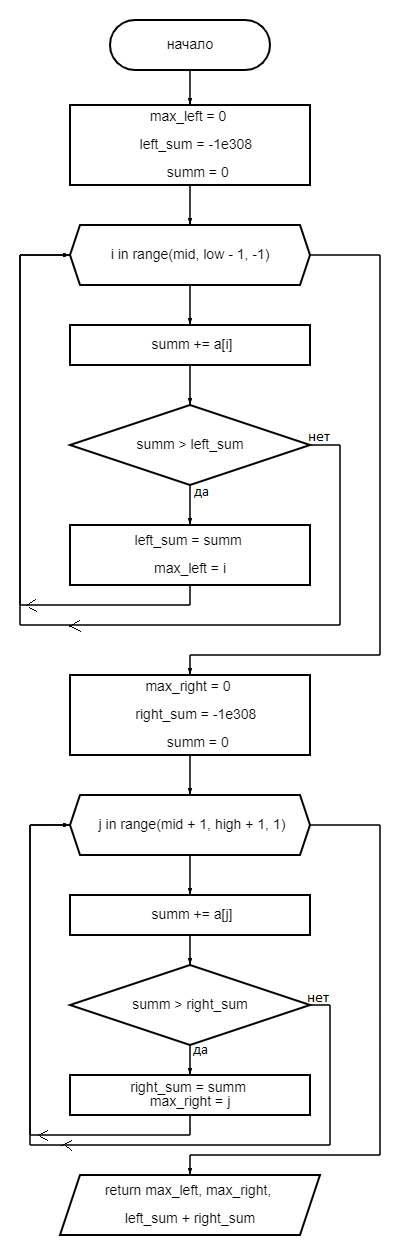 начало
max_left = 0
left_sum = -1e308
summ = 0
i in range(mid, low - 1, -1)
summ += a[i]
summ > left_sum
нет
да
left_sum = summ
max_left = i
max_right = 0
right_sum = -1e308
summ = 0
j in range(mid + 1, high + 1, 1)
summ += a[j]
summ > right_sum
нет
да
right_sum = summ
max_right = j
return max_left, max_right,
left_sum + right_sum